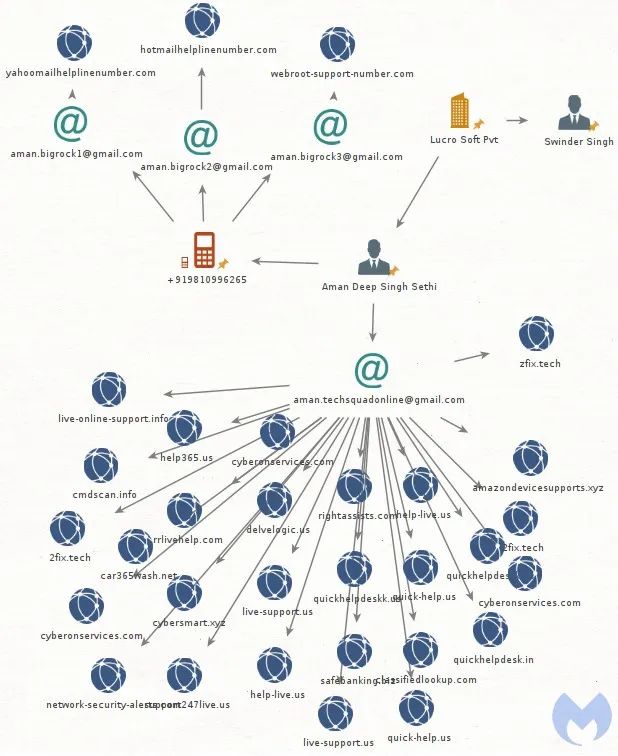 hotmailhelplinenumber.com
yahoomailhelplinenumber.com
webroot-support-number.com
aman.bigrock1@gmail.com
aman.bigrock2@gmail.com
aman.bigrock3@gmail.com
Lucro Soft Pvt
Swinder Singh
+919810996265
Aman Deep Singh Sethi
zfix.tech
aman.techsquadonline@gmail.com
live-online-support.info
help365.us
cyberonservices.com
cmdscan.info
amazondevicesupports.xyz
rrlivehelp.com
delvelogic.us
rightassists.com
help-live.us
2fix.tech
2fix.tech
car365wash.net
quickhelpdesk
cybersmart.xyz
live-support.us
quickhelpdeskk.us
quick-help.us
cyberonservices.com
cyberonservices.com
quickhelpdesk.in
network-security-alerts.com
support247live.us
help-live.us
safebanking.biz
classifiedlookup.com
live-support.us
quick-help.us